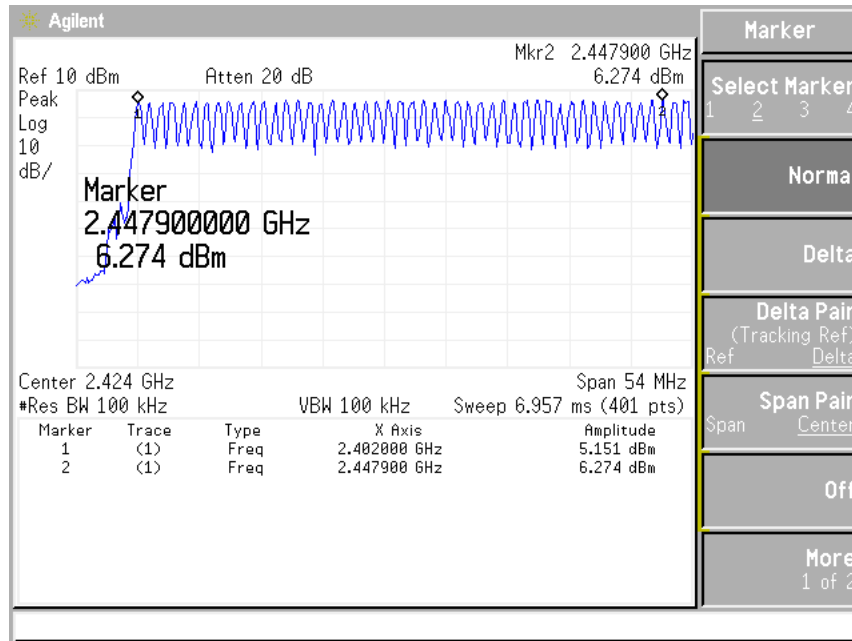 Agilent
Mkr2 2.447900 GHz
Ref 10 dBm Atten 20 dB 6.274 dBm
Peak
Log
10
dB/
1
2
Marker
2.447900000 GHz
6.274 dBm
Center 2.424 GHz Span 54 MHz
#Res BW 100 kHz VBW 100 kHz Sweep 6.957 ms (401 pts)
Marker Trace Type X Axis Amplitude
1 (1) Freq 2.402000 GHz 5.151 dBm
2 (1) Freq 2.447900 GHz 6.274 dBm
Marker
Select Marker
1 2 3 4
Norma
Delta
Delta Pair
(Tracking Ref)
Ref Delta
Span Pair
Span Center
Off
More
1 of 2